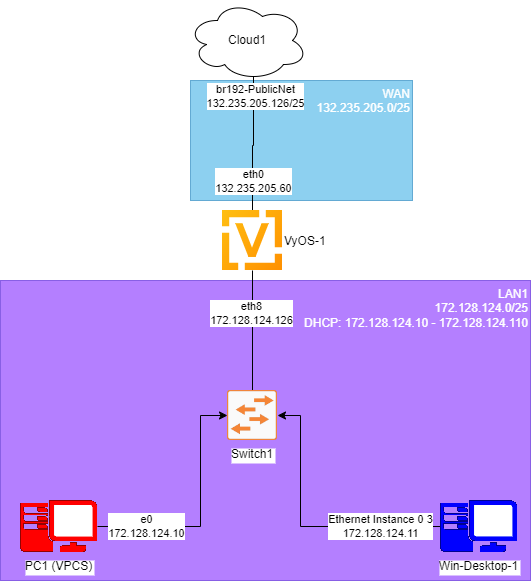 Cloud1
br192-PublicNet
132.235.205.126/25
WAN
132.235.205.0/25
eth0
132.235.205.60
VyOS-1
LAN1
172.128.124.0/25
DHCP: 172.128.124.10 - 172.128.124.110
eth8
172.128.124.126
Switch1
e0
172.128.124.10
Ethernet Instance 0 3
172.128.124.11
PC1 (VPCS)
Win-Desktop-1